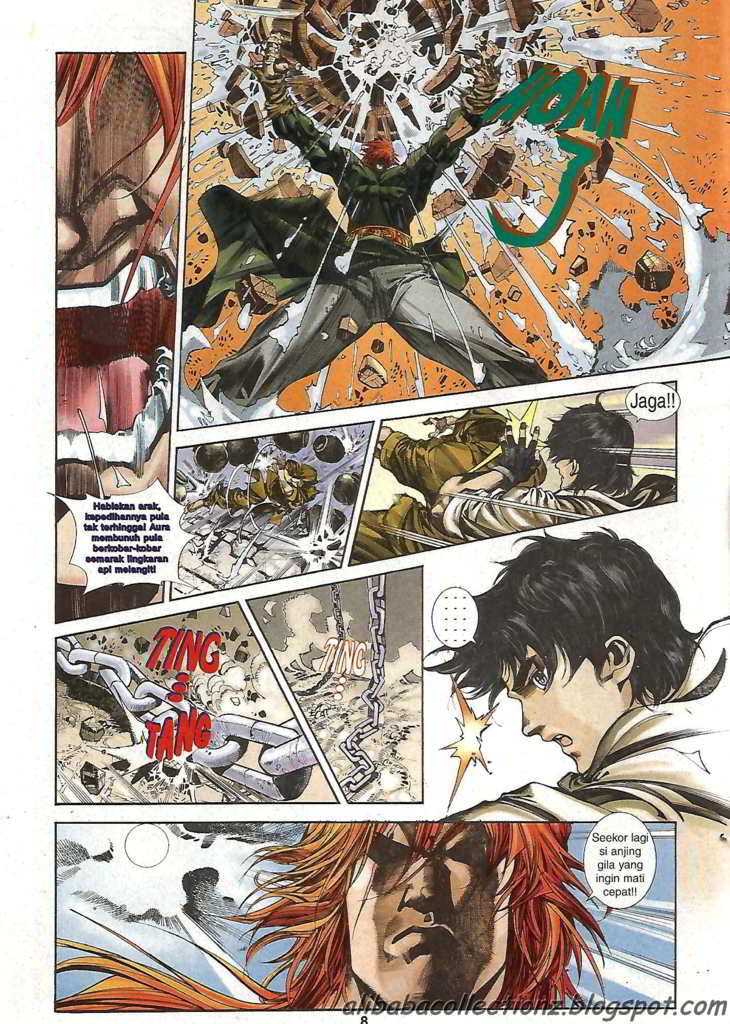 HOAH
Habiskan arak,
kepedihannya pula
tak terhingga! Aura
membunuh pula
berkobar-kobar
semarak lingkaran
api melangit!
Jaga!!
......
TING
...
TANG
TING
...
Seekor lagi
si anjing
gila yang
ingin mati
cepat!!
alibabacollectionz.blogspot.com
8